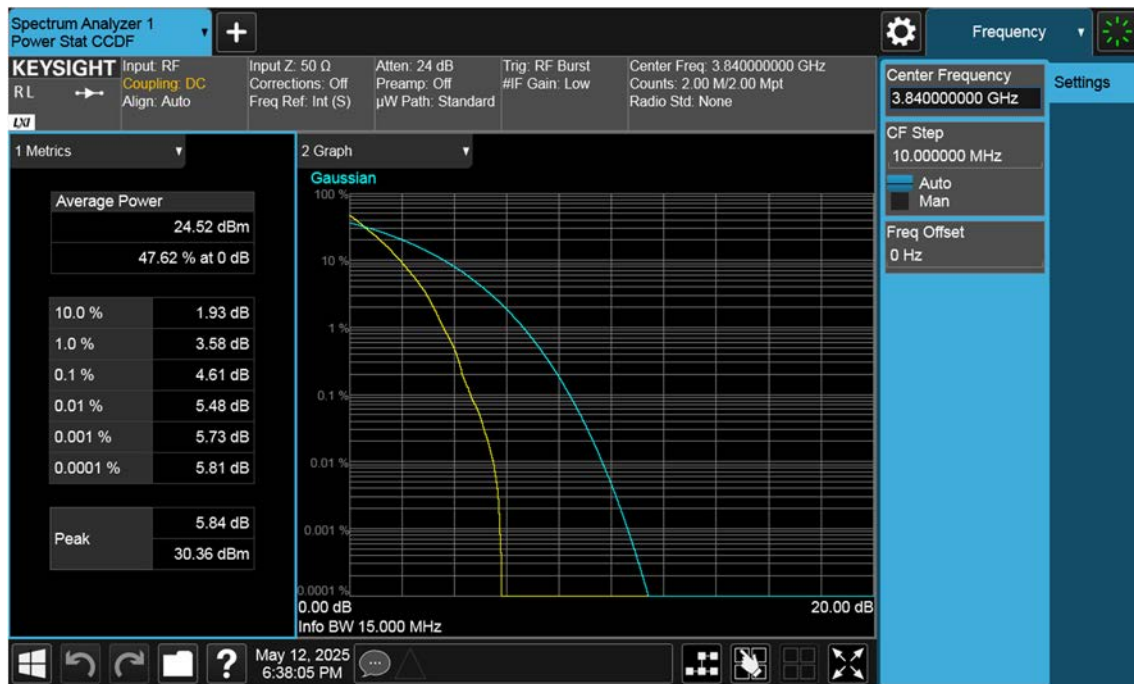 Spectrum Analyzer 1
Power Stat CCDF
Frequency
KEYSIGHT
RL
LXI
Input: RF
Coupling: DC
Align: Auto
Input Z: 50 Ω
Corrections: Off
Freq Ref: Int (S)
Atten: 24 dB
Preamp: Off
µW Path: Standard
Trig: RF Burst
#IF Gain: Low
Center Freq: 3.840000000 GHz
Counts: 2.00 M/2.00 Mpt
Radio Std: None
Center Frequency
3.840000000 GHz
Settings
CF Step
10.000000 MHz
Auto
Man
Freq Offset
0 Hz
1 Metrics
Average Power
24.52 dBm
47.62 % at 0 dB
10.0 % 1.93 dB
1.0 % 3.58 dB
0.1 % 4.61 dB
0.01 % 5.48 dB
0.001 % 5.73 dB
0.0001 % 5.81 dB
Peak
5.84 dB
30.36 dBm
2 Graph
Gaussian
100 %
10 %
1 %
0.1 %
0.01 %
0.001 %
0.0001 %
0.00 dB 20.00 dB
Info BW 15.000 MHz
?
May 12, 2025
6:38:05 PM